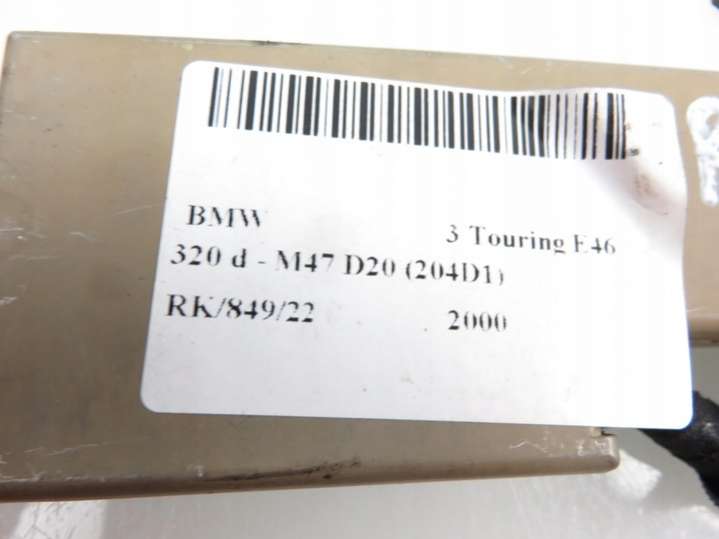 BMW 3 Touring E46
320 d - M47 D20 (204D1)
RK/849/22 2000